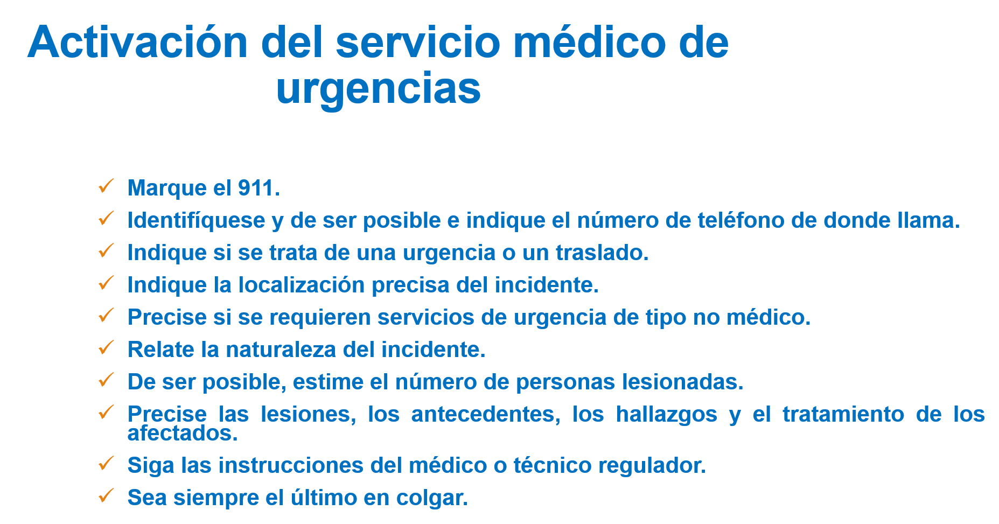 Activación del servicio médico de
urgencias
✓ Marque el 911.
✓ Identifíquese y de ser posible e indique el número de teléfono de donde llama.
✓ Indique si se trata de una urgencia o un traslado.
✓ Indique la localización precisa del incidente.
✓ Precise si se requieren servicios de urgencia de tipo no médico.
✓ Relate la naturaleza del incidente.
✓ De ser posible, estime el número de personas lesionadas.
✓ Precise las lesiones, los antecedentes, los hallazgos y el tratamiento de los
afectados.
✓ Siga las instrucciones del médico o técnico regulador.
✓ Sea siempre el último en colgar.